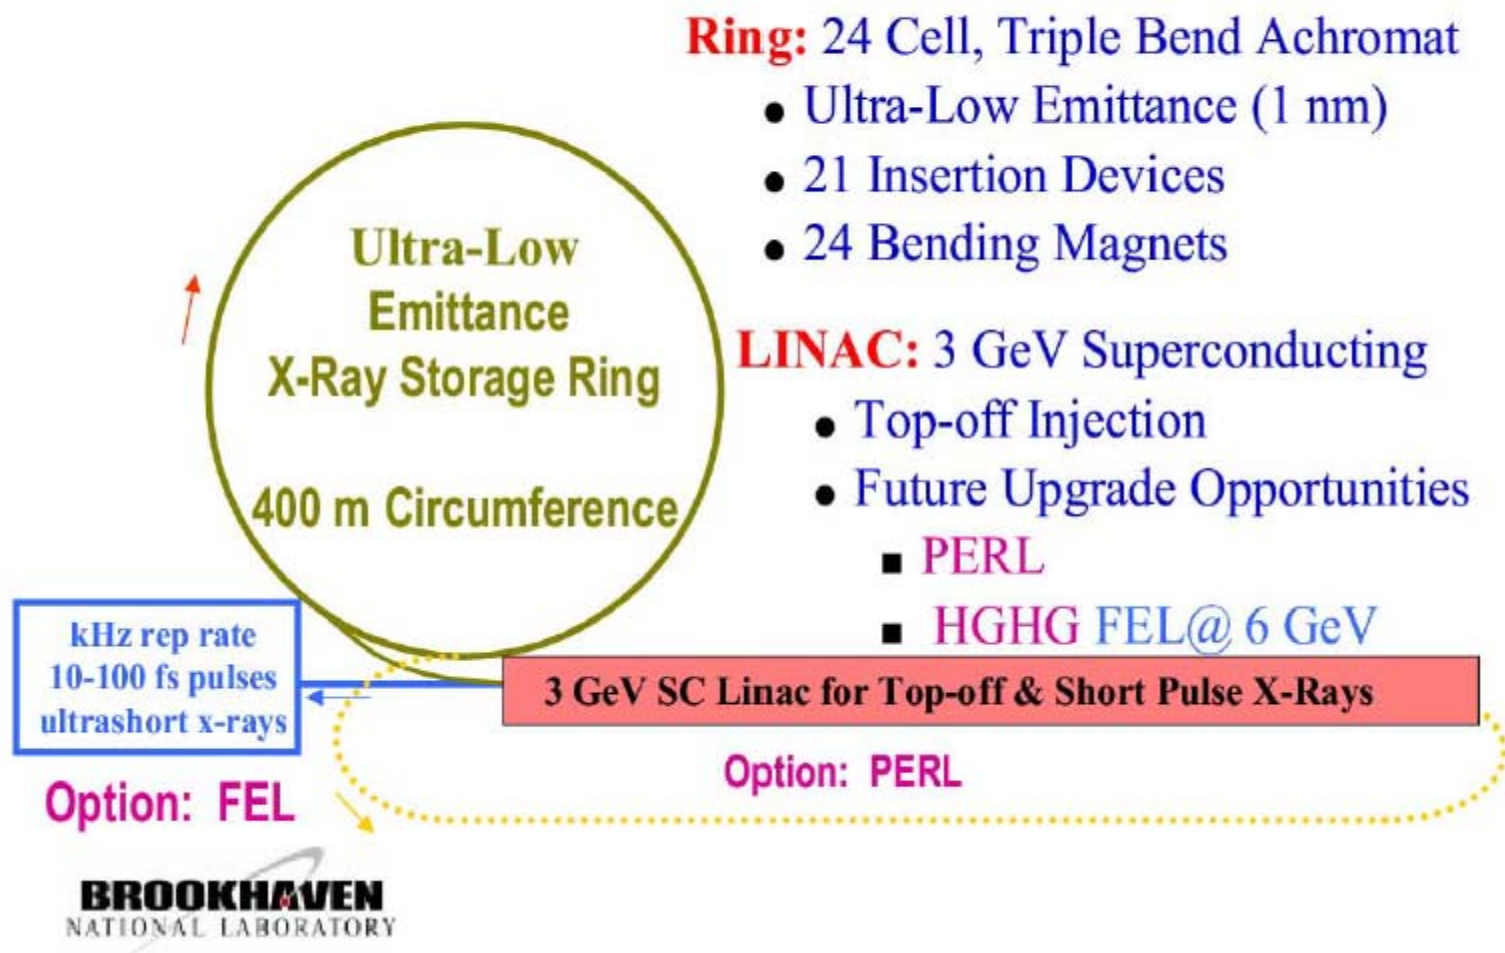 Ring: 24 Cell, Triple Bend Achromat
• Ultra-Low Emittance (1 nm)
• 21 Insertion Devices
• 24 Bending Magnets
Ultra-Low
Emittance
X-Ray Storage Ring
400 m Circumference
LINAC: 3 GeV Superconducting
• Top-off Injection
• Future Upgrade Opportunities
■ PERL
■ HGHG FEL@ 6 GeV
kHz rep rate
10-100 fs pulses
ultrashort x-rays
3 GeV SC Linac for Top-off & Short Pulse X-Rays
Option: PERL
Option: FEL
BROOKHAVEN
NATIONAL LABORATORY